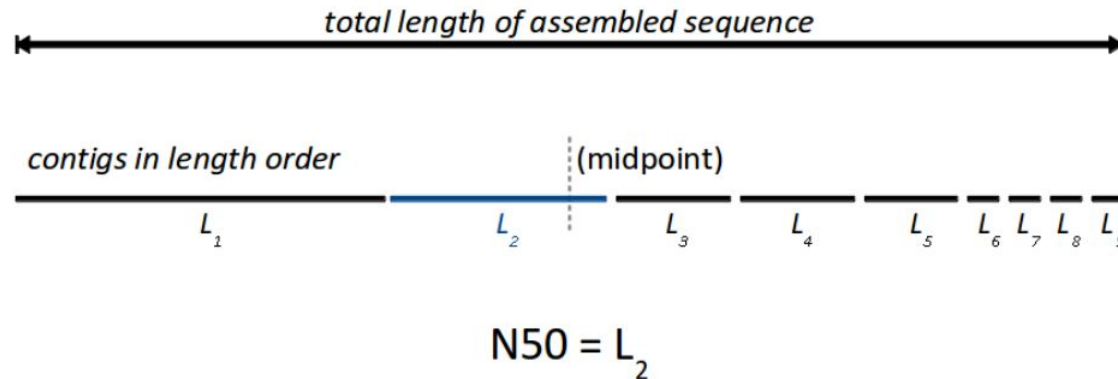 total length of assembled sequence
contigs in length order (midpoint)
L₁ L₂ L₃ L₄ L₅ L₆ L₇ L₈ L
N50 = L₂